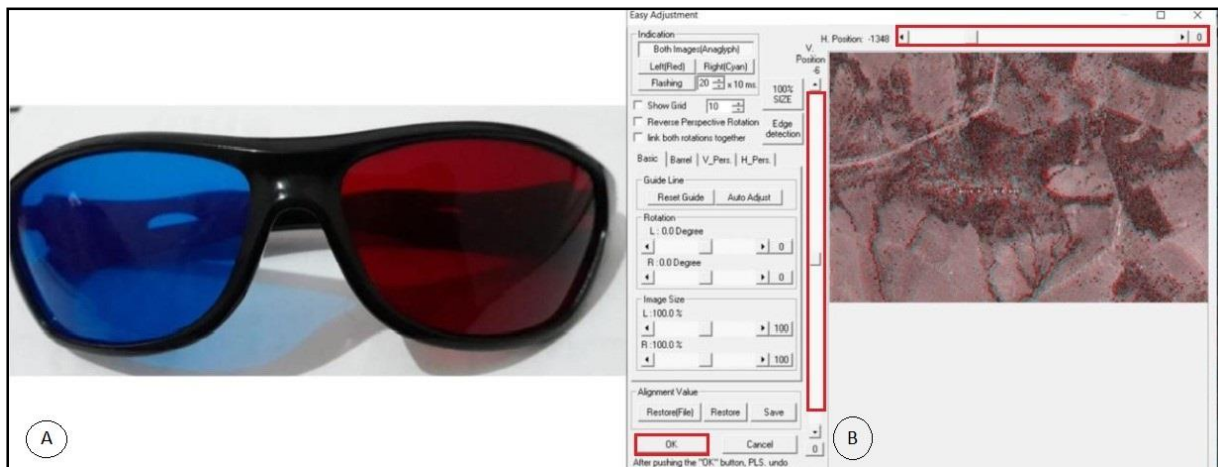 Easy Adjustment
H. Position: -1348
0
Indication
Both Images(Anaglyph)
Left(Red) Right(Cyan)
Flashing 20 x 10 ms.
V.
Position
-6
100%
SIZE
Show Grid 10
Reverse Perspective Rotation
link both rotations together
Edge
detection
Basic Barrel V_Pers. H_Pers.
Guide Line
Reset Guide Auto Adjust
Rotation
L : 0.0 Degree
0
R : 0.0 Degree
0
Image Size
L :100.0 %
100
R :100.0 %
100
Alignment Value
Restore(File) Restore Save
OK Cancel
0
After pushing the "OK" button, PLS. undo
A
B